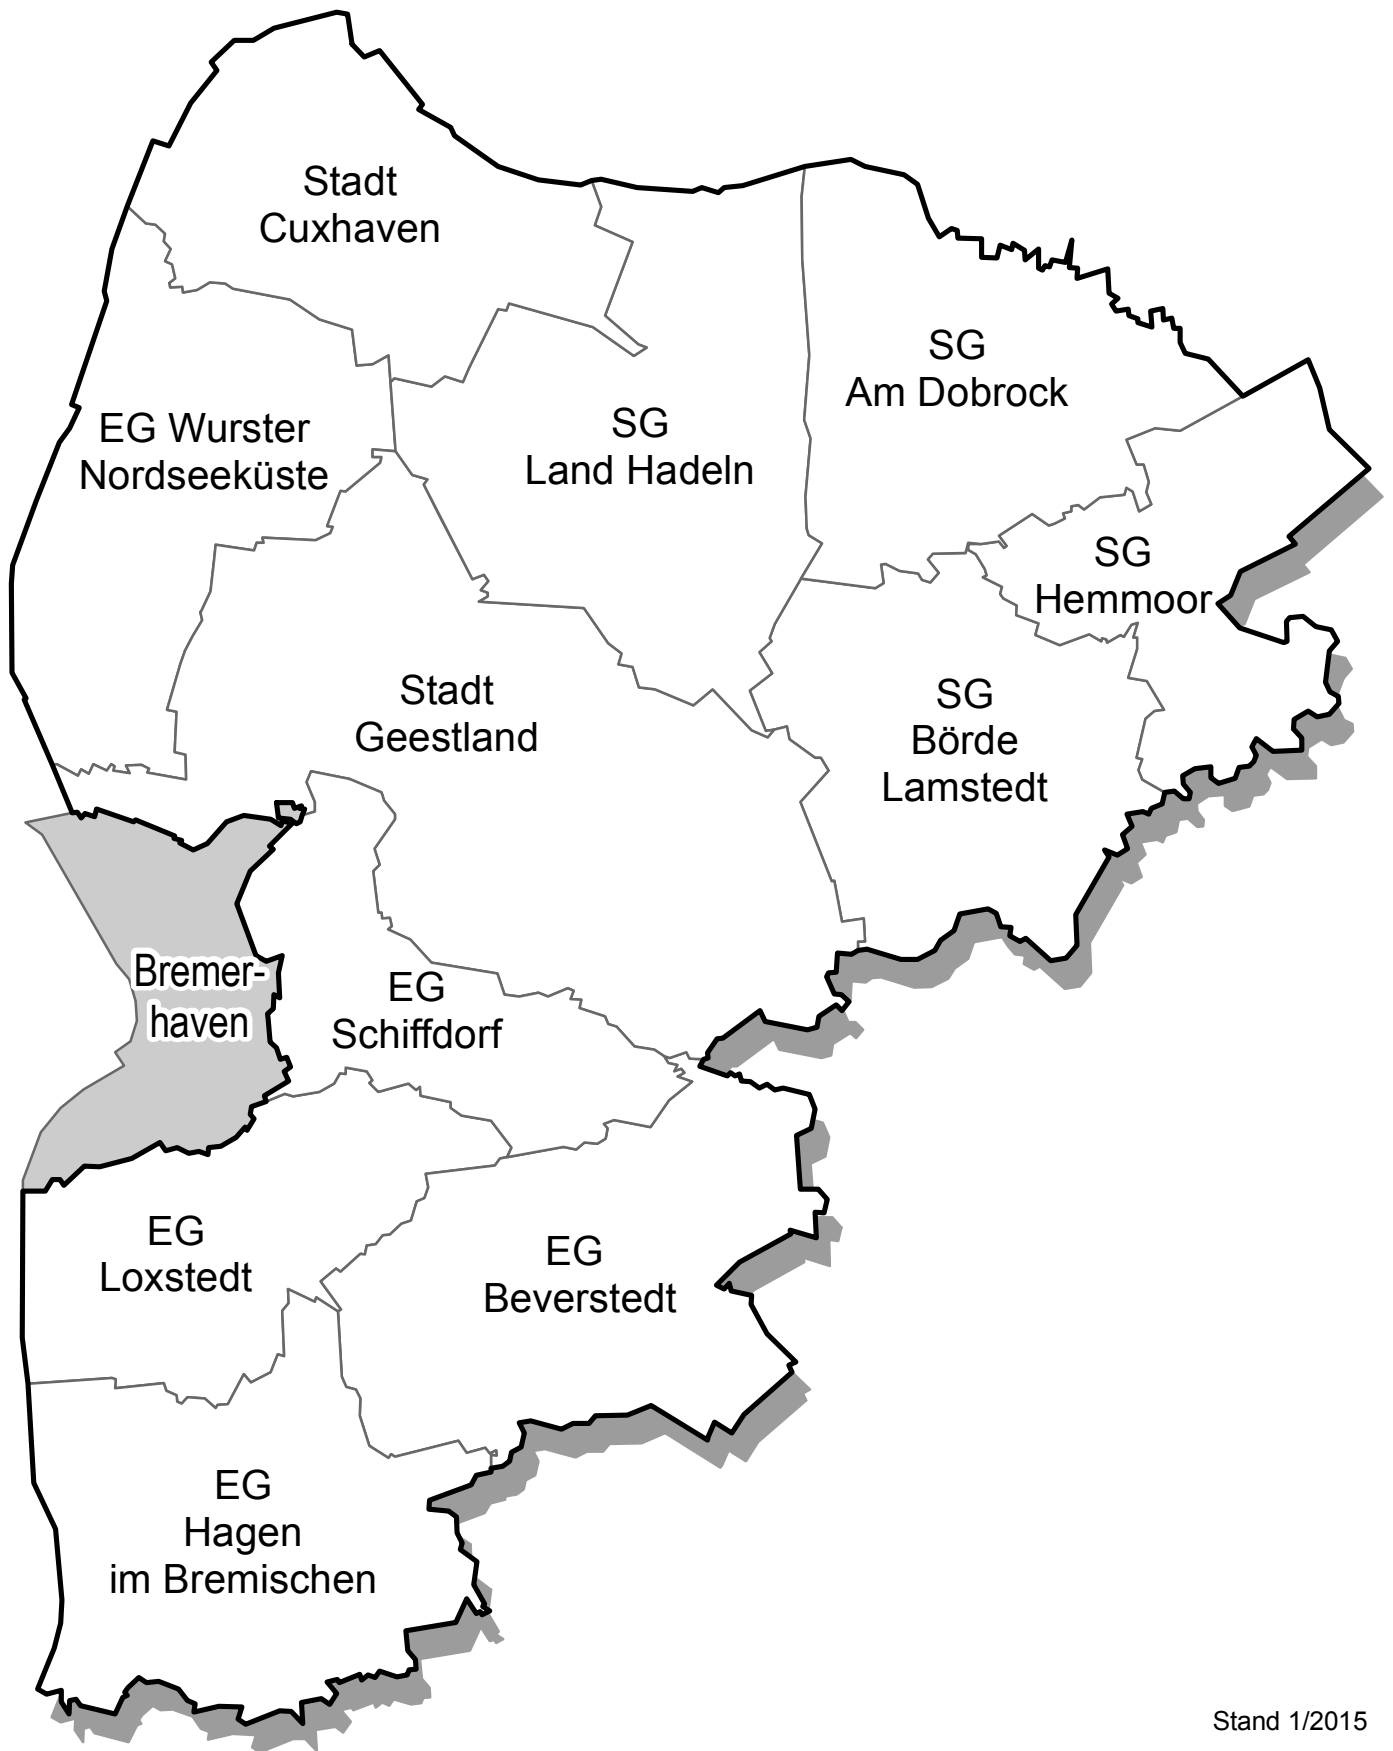 Stadt
Cuxhaven
SG
Am Dobrock
EG Wurster
Nordseeküste
SG
Land Hadeln
SG
Hemmoor
Stadt
Geestland
SG
Börde
Lamstedt
Bremer-
haven
EG
Schiffdorf
EG
Loxstedt
EG
Beverstedt
EG
Hagen
im Bremischen
Stand 1/2015